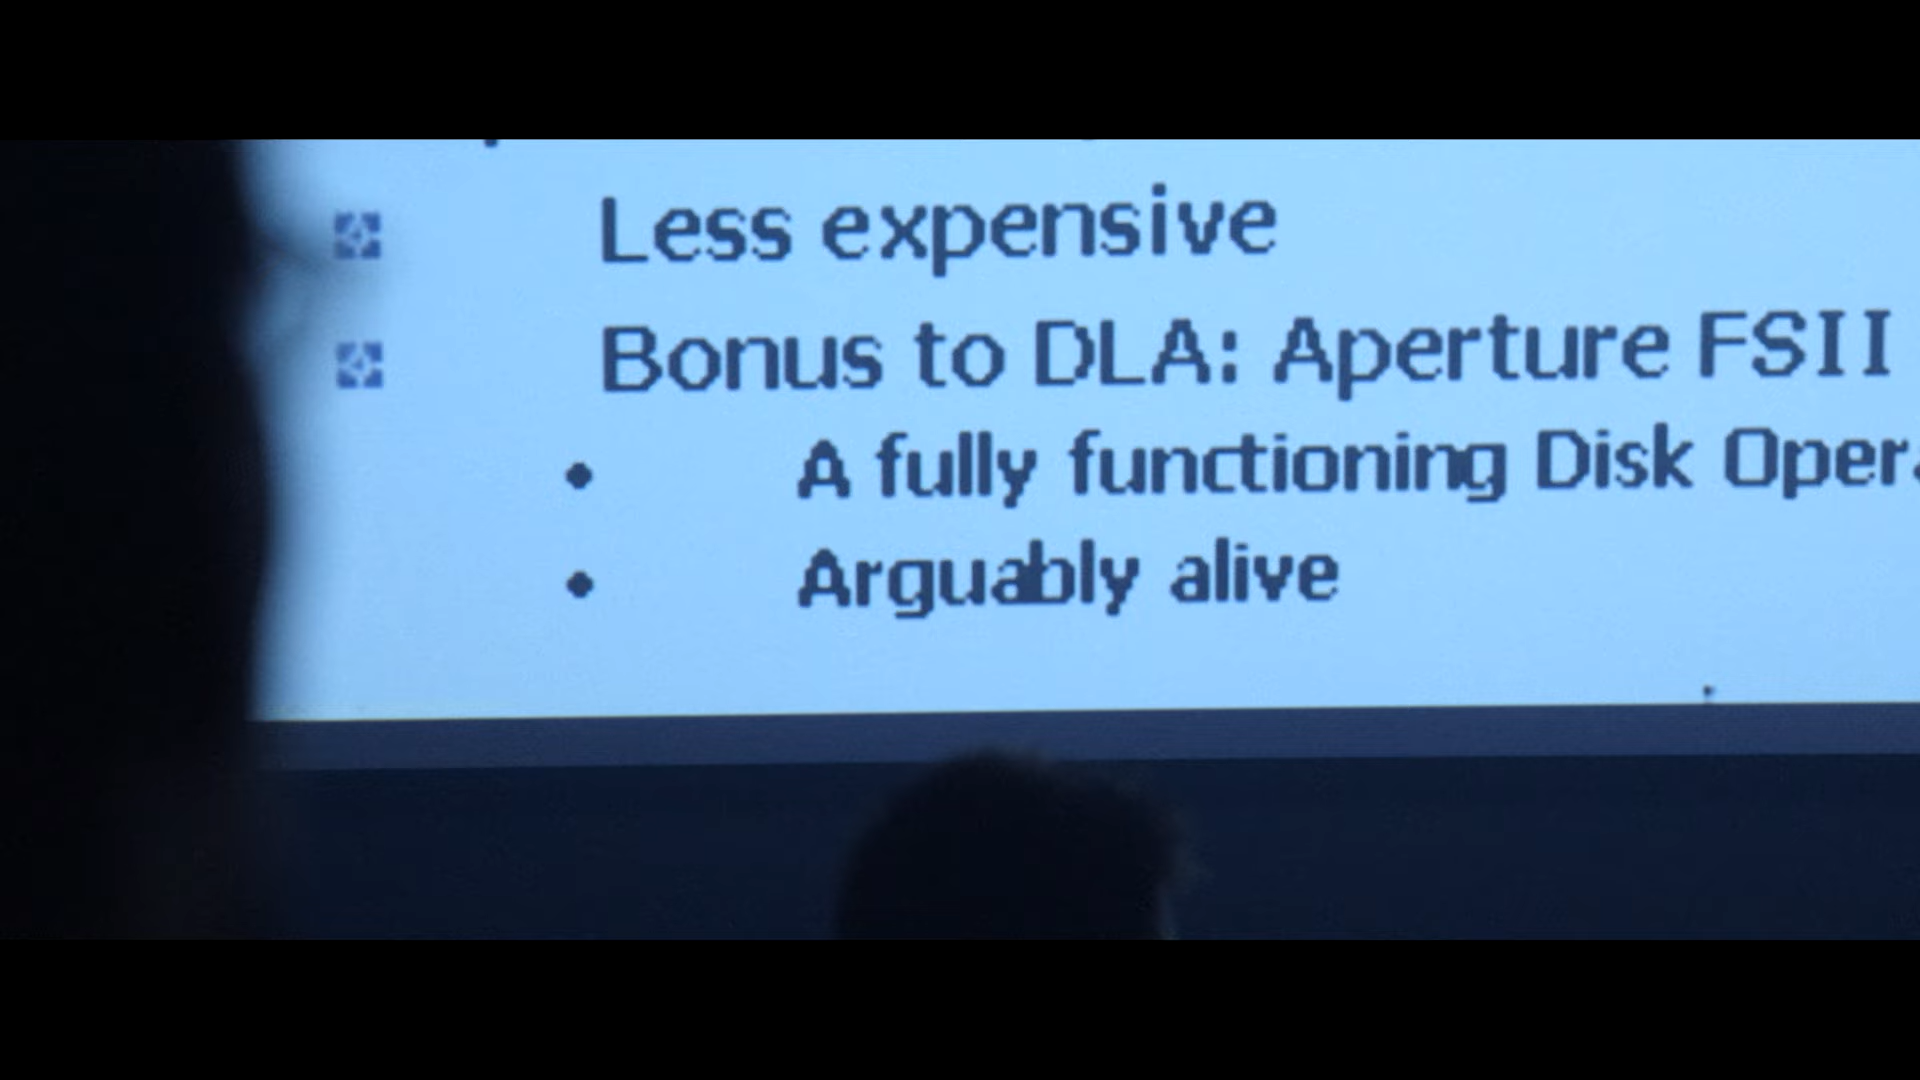 Less expensive
Bonus to DLA: Aperture FSII
A fully functioning Disk Oper
Arguably alive